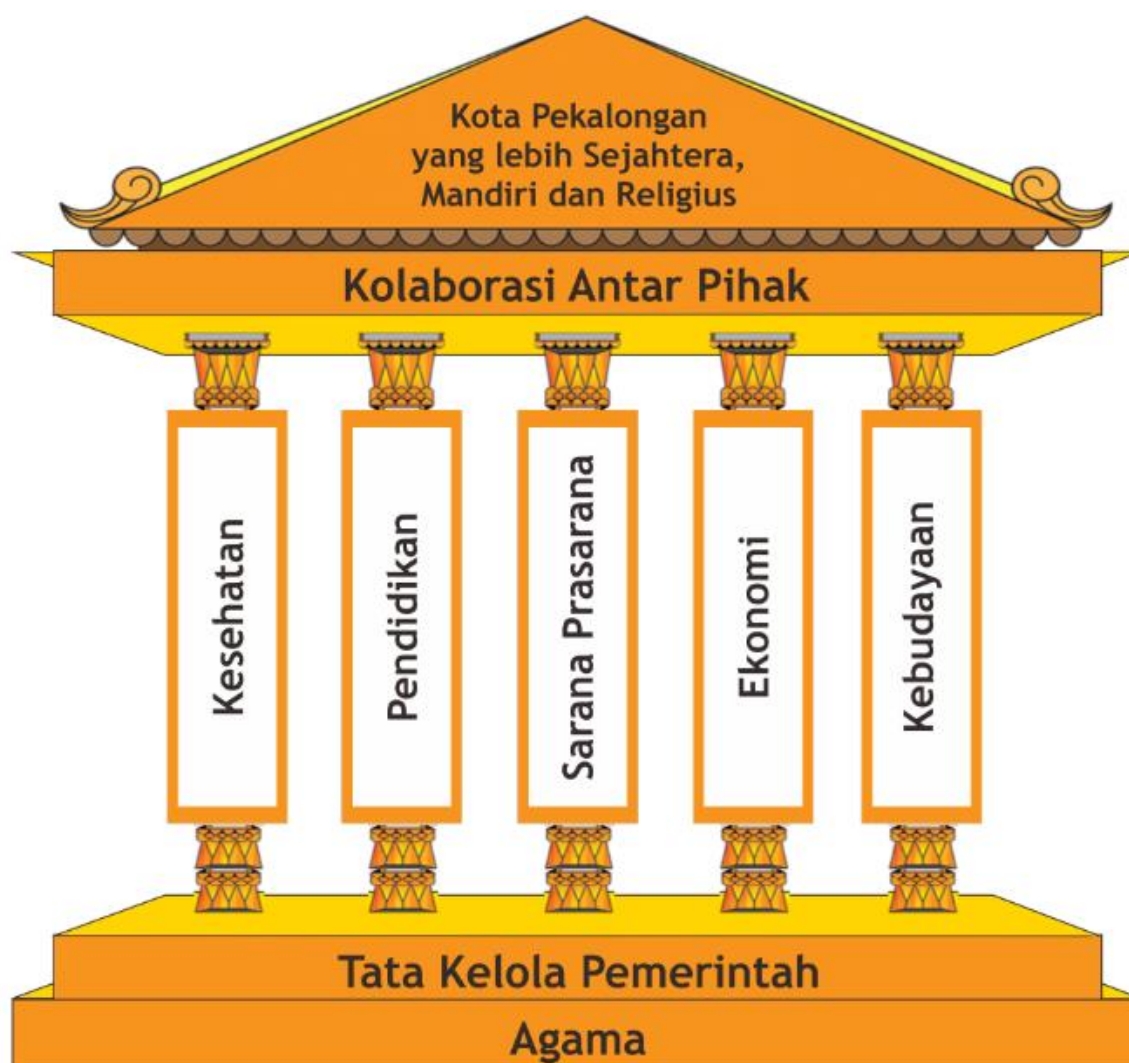 Kota Pekalongan
yang lebih Sejahtera,
Mandiri dan Religius
Kolaborasi Antar Pihak
Kesehatan
Pendidikan
Sarana Prasarana
Ekonomi
Kebudayaan
Tata Kelola Pemerintah
Agama